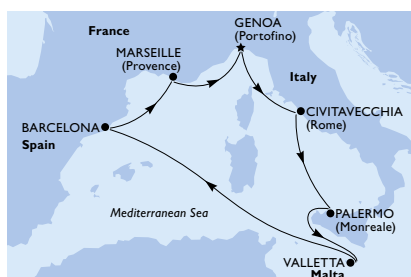 France
GENOA
(Portofino)
MARSEILLE
(Provence)
Italy
CIVITAVECCHIA
(Rome)
BARCELONA
Spain
Mediterranean Sea
PALERMO
(Monreale)
VALLETTA
Malta